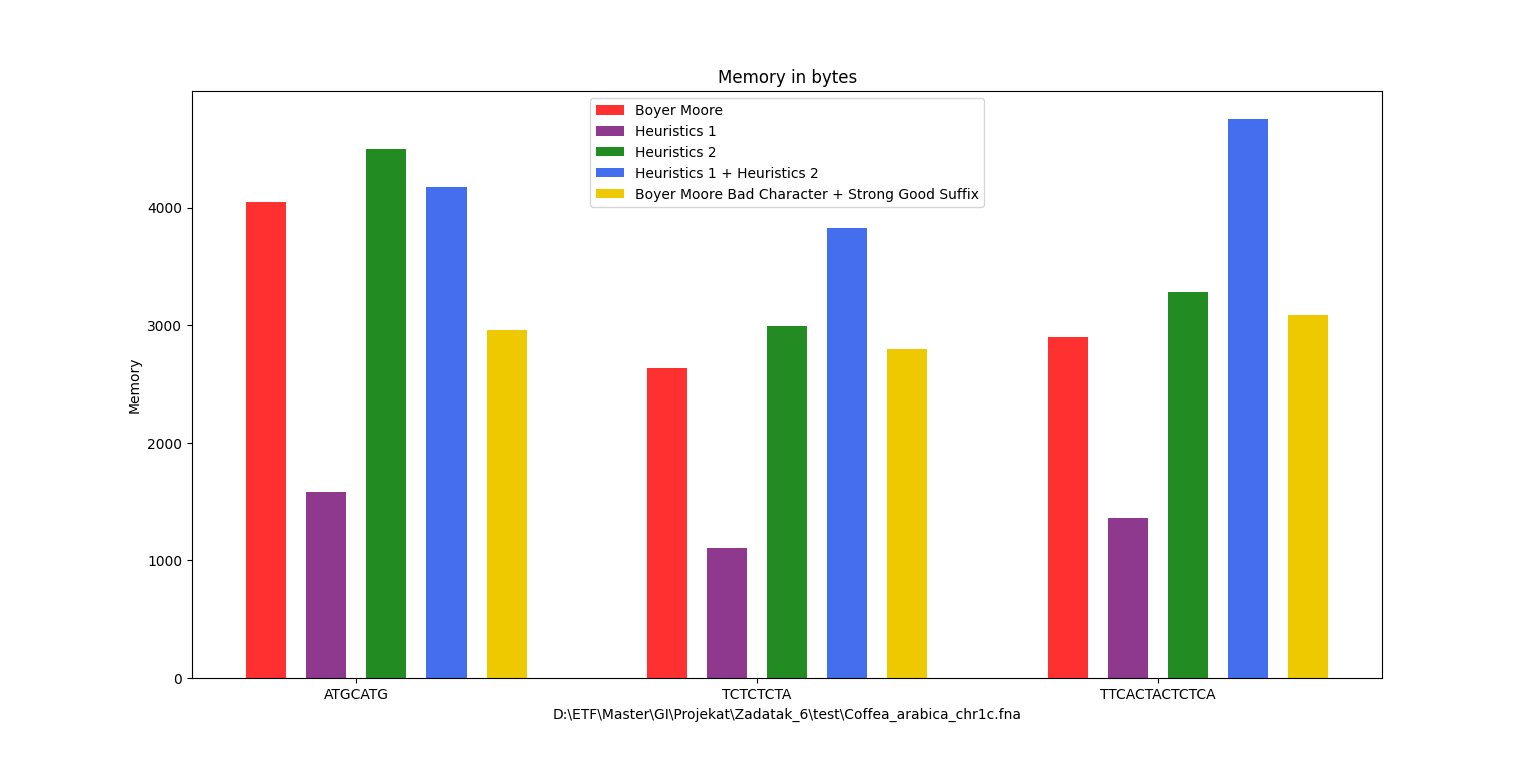 Memory in bytes
Boyer Moore
Heuristics 1
Heuristics 2
Heuristics 1 + Heuristics 2
Boyer Moore Bad Character + Strong Good Suffix
Memory
4000
3000
2000
1000
0
ATGCATG TCTCTCTA TTCACTACTCTCA
D:\ETF\Master\GI\Projekat\Zadatak_6\test\Coffea_arabica_chr1c.fna